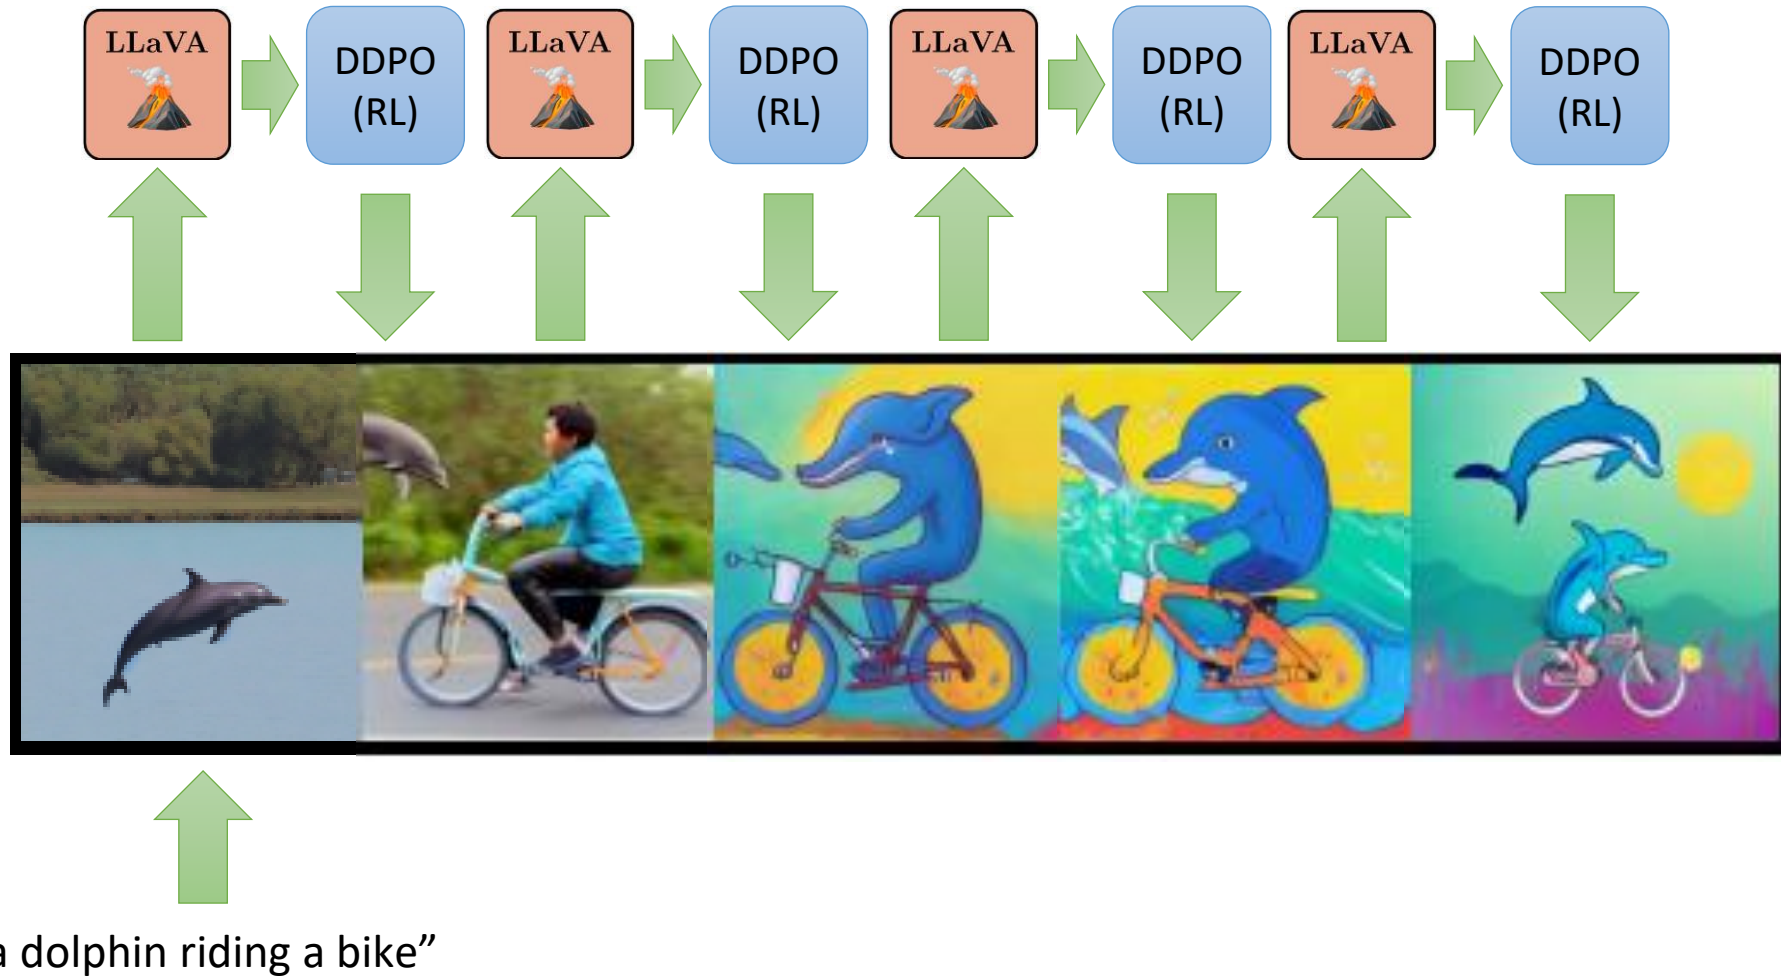 LLaVA
DDPO
(RL)
LLaVA
DDPO
(RL)
LLaVA
DDPO
(RL)
LLaVA
DDPO
(RL)
a dolphin riding a bike”